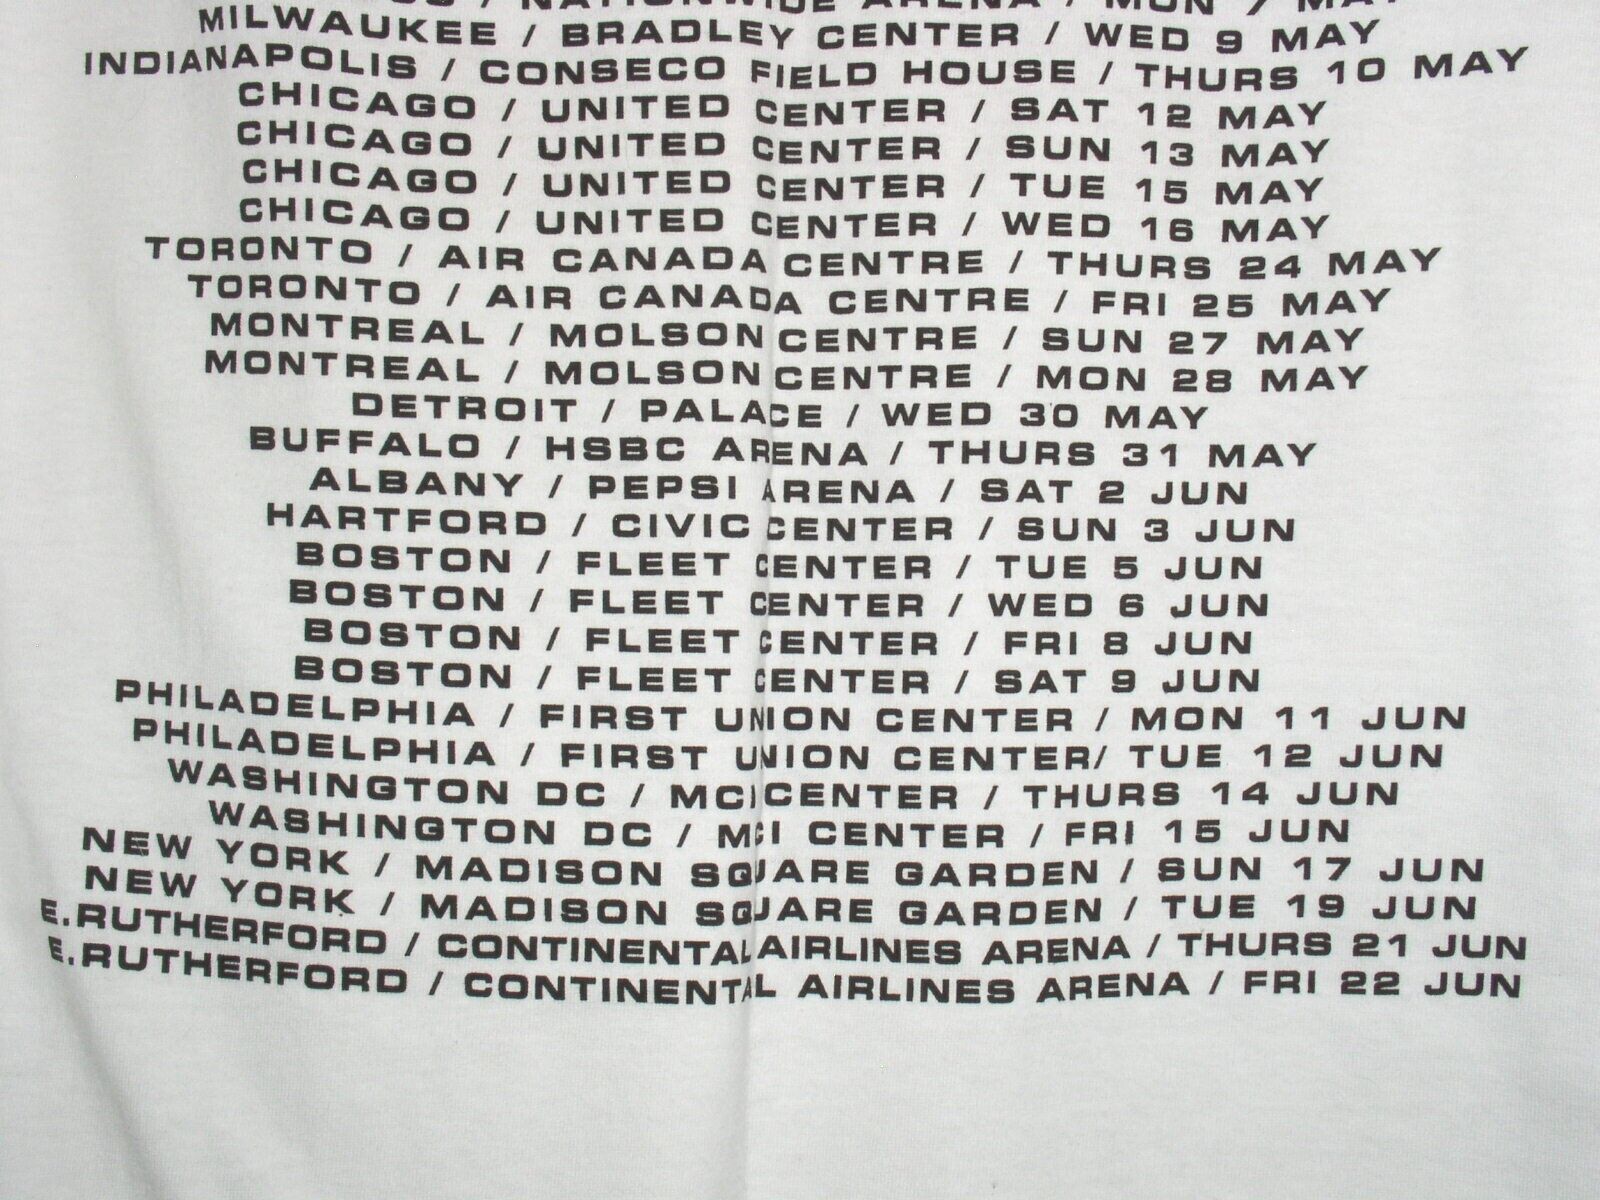 NATIONWIDE ARENA / MON 7 MAY
MILWAUKEE / BRADLEY CENTER / WED 9 MAY
INDIANAPOLIS / CONSECO FIELD HOUSE / THURS 10 MAY
CHICAGO / UNITED CENTER / SAT 12 MAY
CHICAGO / UNITED CENTER / SUN 13 MAY
CHICAGO / UNITED CENTER / TUE 15 MAY
CHICAGO / UNITED CENTER / WED 16 MAY
TORONTO / AIR CANADA CENTRE / THURS 24 MAY
TORONTO / AIR CANADA CENTRE / FRI 25 MAY
MONTREAL / MOLSON CENTRE / SUN 27 MAY
MONTREAL / MOLSON CENTRE / MON 28 MAY
DETROIT / PALACE / WED 30 MAY
BUFFALO / HSBC ARENA / THURS 31 MAY
ALBANY / PEPSI ARENA / SAT 2 JUN
HARTFORD / CIVIC CENTER / SUN 3 JUN
BOSTON / FLEET CENTER / TUE 5 JUN
BOSTON / FLEET CENTER / WED 6 JUN
BOSTON / FLEET CENTER / FRI 8 JUN
BOSTON / FLEET CENTER / SAT 9 JUN
PHILADELPHIA / FIRST UNION CENTER / MON 11 JUN
PHILADELPHIA / FIRST UNION CENTER/ TUE 12 JUN
WASHINGTON DC / MCI CENTER / THURS 14 JUN
WASHINGTON DC / MCI CENTER / FRI 15 JUN
NEW YORK / MADISON SQUARE GARDEN / SUN 17 JUN
NEW YORK / MADISON SQUARE GARDEN / TUE 19 JUN
E.RUTHERFORD / CONTINENTAL AIRLINES ARENA / THURS 21 JUN
E.RUTHERFORD / CONTINENTAL AIRLINES ARENA / FRI 22 JUN